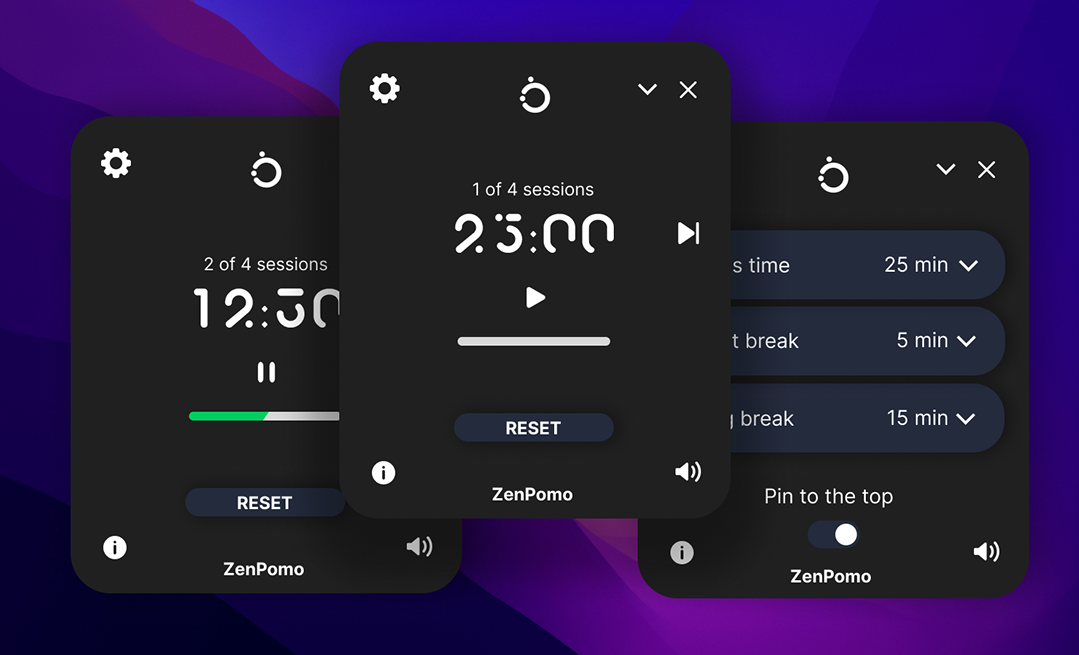 2 of 4 sessions
12:30
RESET
ZenPomo
1 of 4 sessions
23:00
RESET
ZenPomo
time
25 min
break
5 min
break
15 min
Pin to the top
ZenPomo